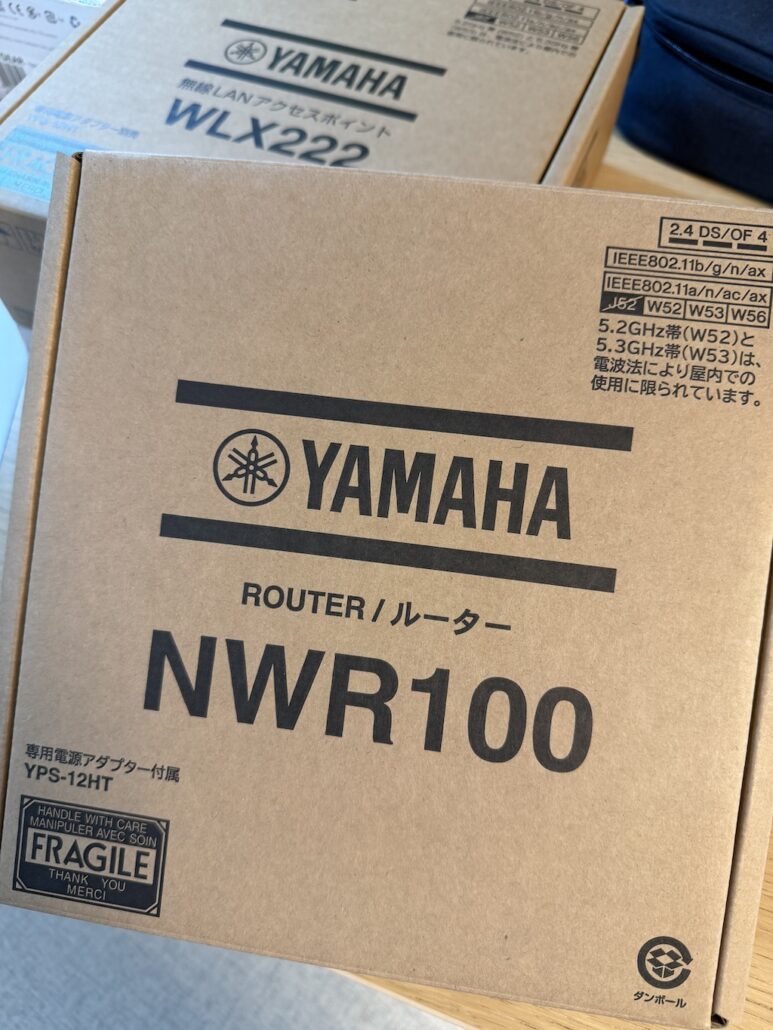 YAMAHA
無線LANアクセスポイント
WLX222
2.4 DS/OF 4
IEEE802.11b/g/n/ax
IEEE802.11a/n/ac/ax
J52 W52 W53 W56
5.2GHz帯(W52)と
5.3GHz帯(W53)は、
電波法により屋内での
使用に限られています。
YAMAHA
ROUTER / ルーター
NWR100
専用電源アダプター付属
YPS-12HT
HANDLE WITH CARE
MANIPULER AVEC SOIN
FRAGILE
THANK YOU
MERCI
ダンボール